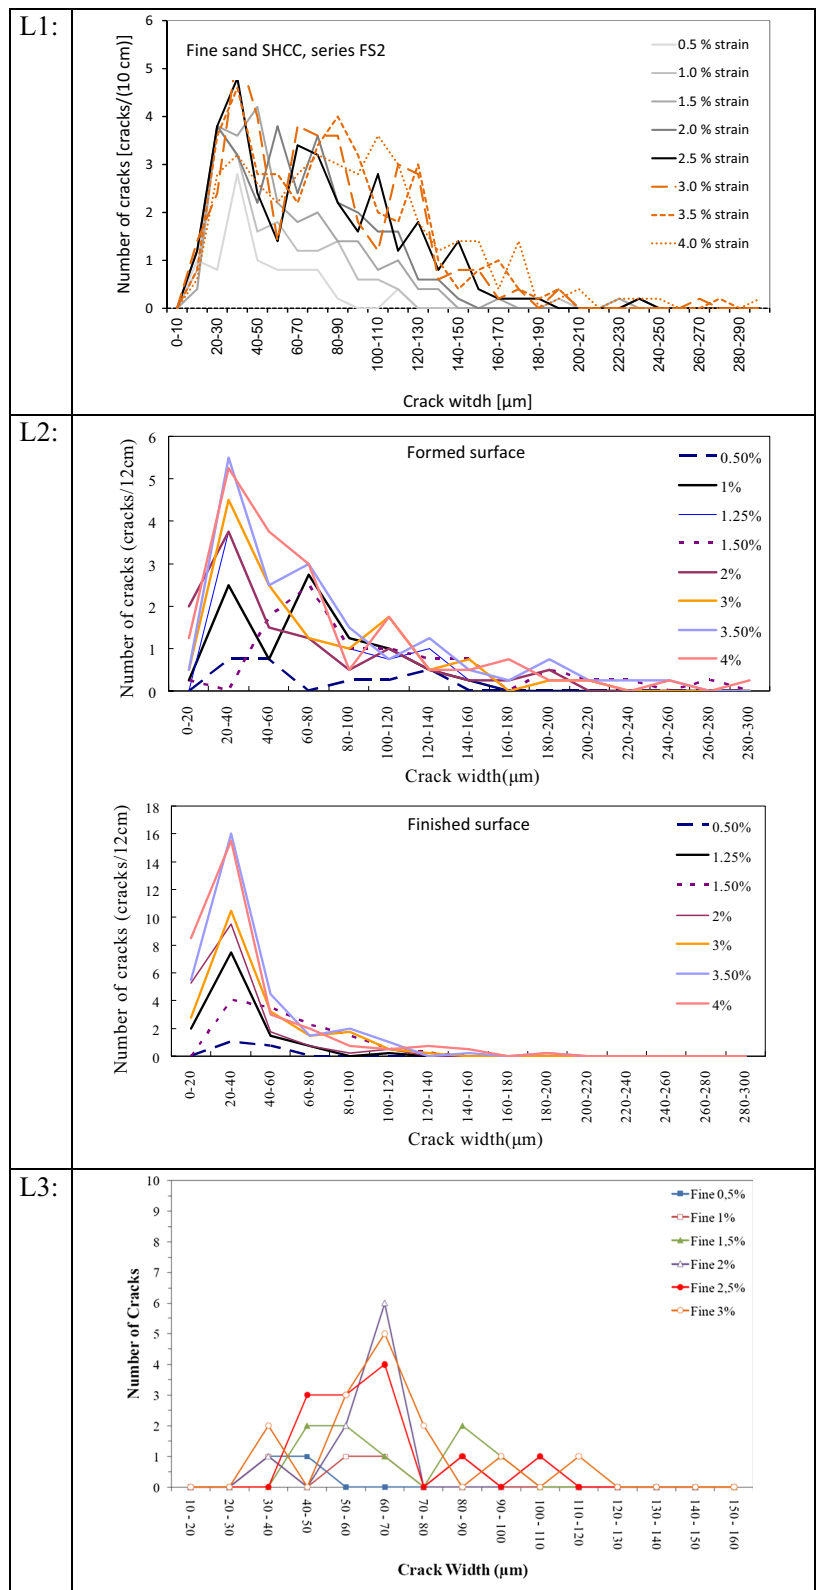 L1:
6
5
4
3
2
1
0
Number of cracks [cracks/(10 cm)]
Fine sand SHCC, series FS2
0.5 % strain
1.0 % strain
1.5 % strain
2.0 % strain
2.5 % strain
3.0 % strain
3.5 % strain
4.0 % strain
0-10
20-30
40-50
60-70
80-90
100-110
120-130
140-150
160-170
180-190
200-210
220-230
240-250
260-270
280-290
Crack witdh [µm]
L2:
6
5
4
3
2
1
0
Number of cracks (cracks/12cm)
Formed surface
0.50%
1%
1.25%
1.50%
2%
3%
3.50%
4%
0-20
20-40
40-60
60-80
80-100
100-120
120-140
140-160
160-180
180-200
200-220
220-240
240-260
260-280
280-300
Crack width(µm)
18
16
14
12
10
8
6
4
2
0
Number of cracks (cracks/12cm)
Finished surface
0.50%
1.25%
1.50%
2%
3%
3.50%
4%
0-20
20-40
40-60
60-80
80-100
100-120
120-140
140-160
160-180
180-200
200-220
220-240
240-260
260-280
280-300
Crack width(µm)
L3:
10
9
8
7
6
5
4
3
2
1
0
Number of Cracks
Fine 0,5%
Fine 1%
Fine 1,5%
Fine 2%
Fine 2,5%
Fine 3%
10 - 20
20 - 30
30 - 40
40 - 50
50 - 60
60 - 70
70 - 80
80 - 90
90 - 100
100 - 110
110 -120
120 - 130
130 - 140
140 - 150
150 - 160
Crack Width (µm)